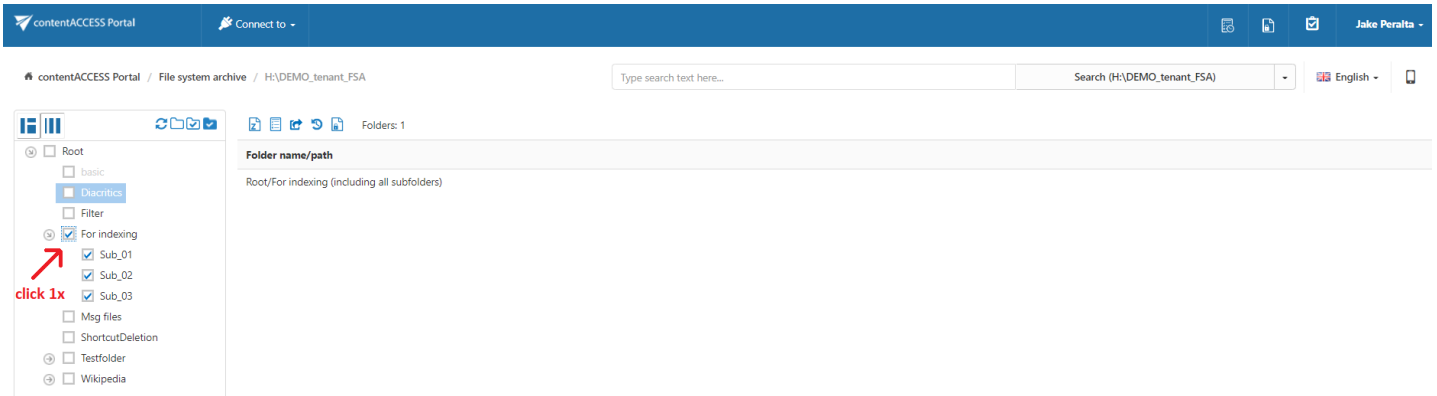 contentACCESS Portal
Connect to
Jake Peralta
contentACCESS Portal / File system archive / H:\DEMO_tenant_FSA
Type search text here...
Search (H:\DEMO_tenant_FSA)
English
Folders: 1
Root
basic
Diacritics
Filter
For indexing
Sub_01
Sub_02
Sub_03
Msg files
ShortcutDeletion
Testfolder
Wikipedia
click 1x
Folder name/path
Root/For indexing (including all subfolders)